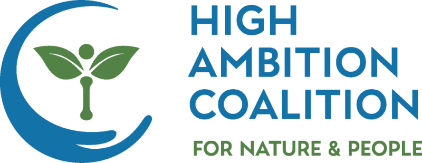 HIGH
AMBITION
COALITION
FOR NATURE & PEOPLE